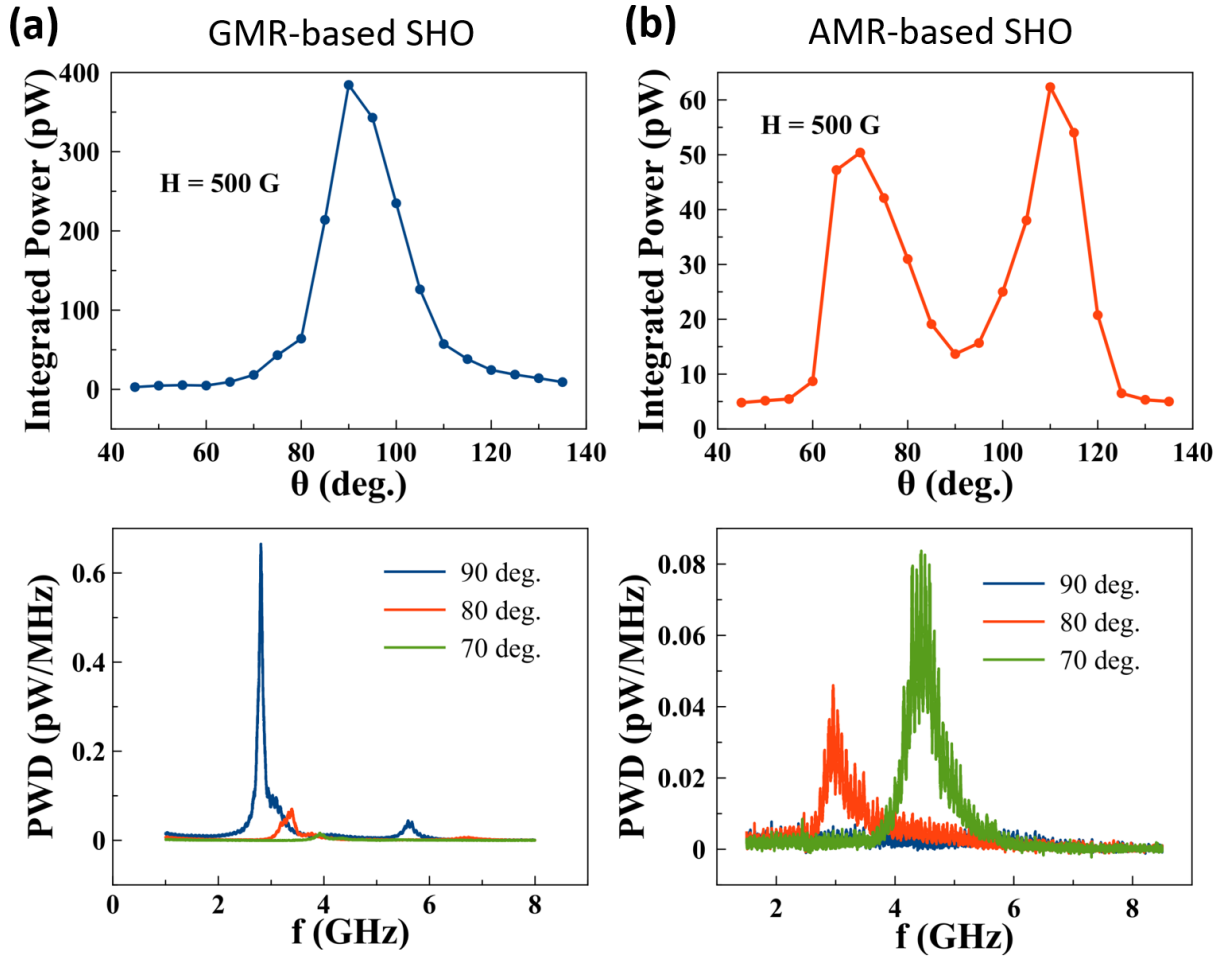 (a) GMR-based SHO
Integrated Power (pW)
400
300
200
100
0
H = 500 G
40 60 80 100 120 140
θ (deg.)
(b) AMR-based SHO
Integrated Power (pW)
60
50
40
30
20
10
0
H = 500 G
40 60 80 100 120 140
θ (deg.)
PWD (pW/MHz)
0.6
0.4
0.2
0
90 deg.
80 deg.
70 deg.
0 2 4 6 8
f (GHz)
PWD (pW/MHz)
0.08
0.06
0.04
0.02
0
90 deg.
80 deg.
70 deg.
2 4 6 8
f (GHz)